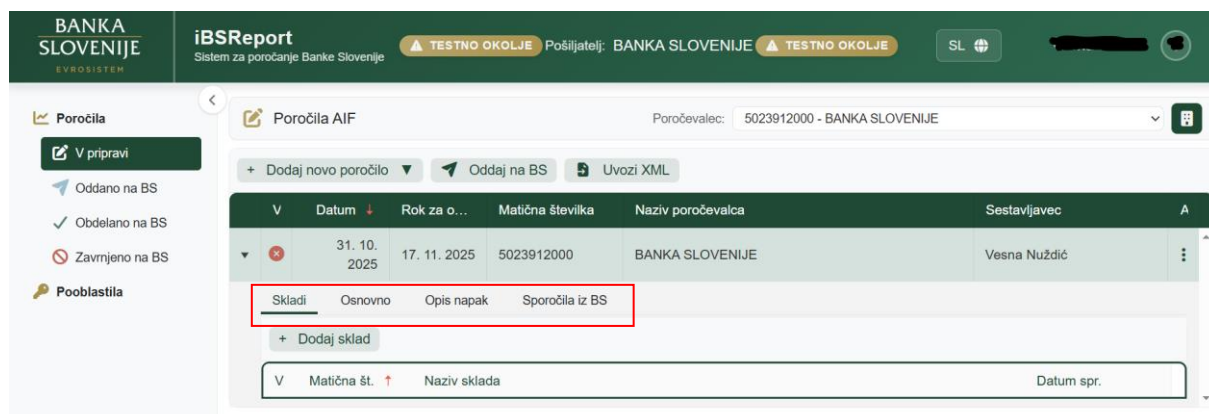 BANKA
SLOVENIJE
EVROSISTEM
iBSReport
Sistem za poročanje Banke Slovenije
TESTNO OKOLJE Pošiljatelj: BANKA SLOVENIJE TESTNO OKOLJE
SL
Poročila
V pripravi
Oddano na BS
Obdelano na BS
Zavrnjeno na BS
Pooblastila
Poročila AIF
Poročevalec: 5023912000 - BANKA SLOVENIJE
+ Dodaj novo poročilo ▼ Oddaj na BS Uvozi XML
V Datum ↓ Rok za o... Matična številka Naziv poročevalca Sestavljavec A
31. 10. 2025 17. 11. 2025 5023912000 BANKA SLOVENIJE Vesna Nuždić
Skladi Osnovno Opis napak Sporočila iz BS
+ Dodaj sklad
V Matična št. ↑ Naziv sklada Datum spr.